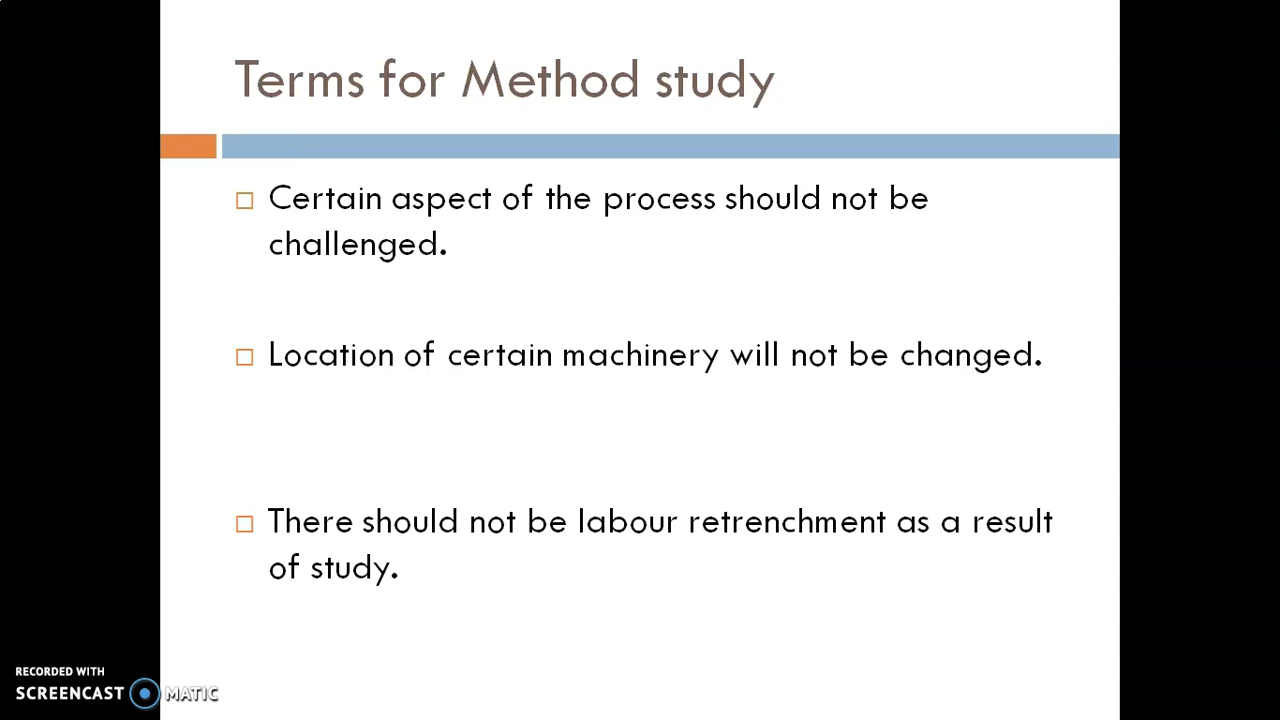 Terms for Method study
Certain aspect of the process should not be
challenged.
Location of certain machinery will not be changed.
There should not be labour retrenchment as a result
of study.
RECORDED WITH
SCREENCAST MATIC